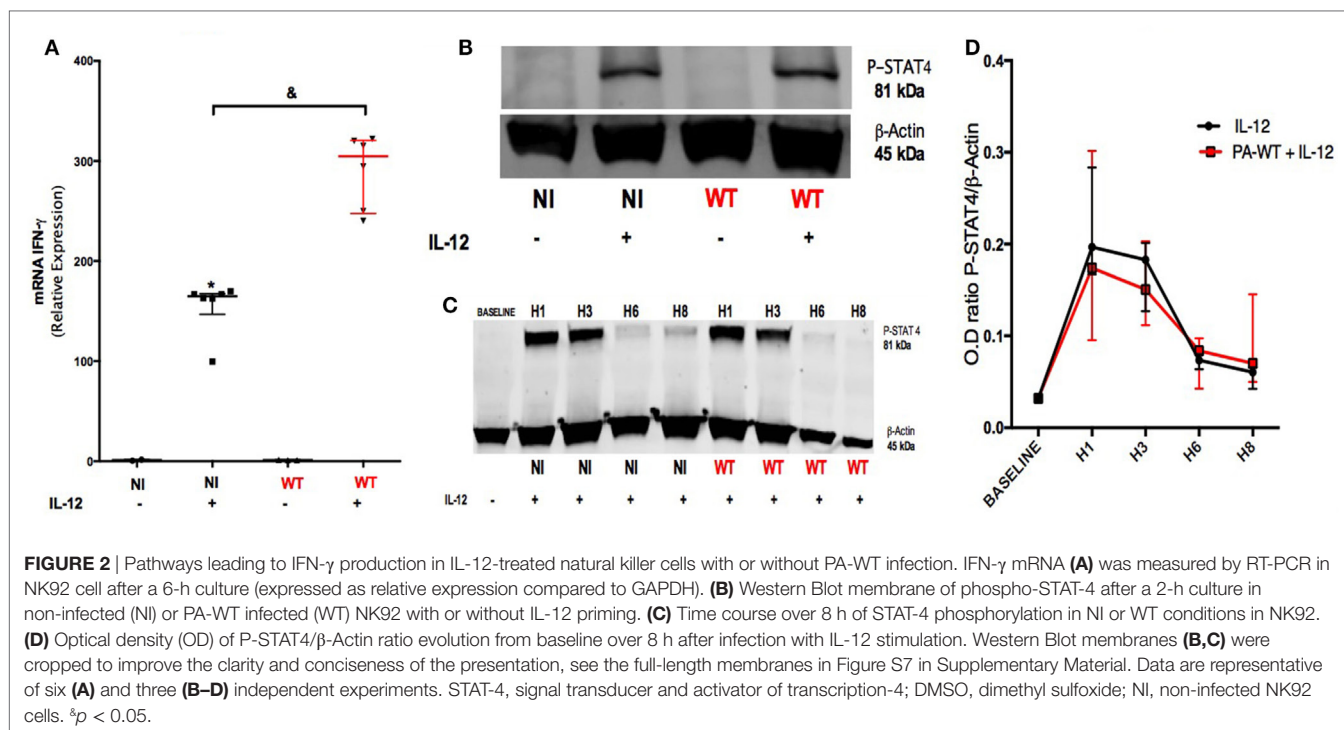 A
400
300
200
100
0
mRNA IFN-γ
(Relative Expression)
&
*
NI NI WT WT
IL-12 - + - +
B
P-STAT4
81 kDa
β-Actin
45 kDa
NI NI WT WT
IL-12 - + - +
C
BASELINE H1 H3 H6 H8 H1 H3 H6 H8
P-STAT 4
81 kDa
β-Actin
45 kDa
NI NI NI NI WT WT WT WT
IL-12 - + + + + + + + +
D
O.D ratio P-STAT4/β-Actin
0.4
0.3
0.2
0.1
0.0
IL-12
PA-WT + IL-12
BASELINE H1 H3 H6 H8
FIGURE 2 | Pathways leading to IFN-γ production in IL-12-treated natural killer cells with or without PA-WT infection. IFN-γ mRNA (A) was measured by RT-PCR in
NK92 cell after a 6-h culture (expressed as relative expression compared to GAPDH). (B) Western Blot membrane of phospho-STAT-4 after a 2-h culture in
non-infected (NI) or PA-WT infected (WT) NK92 with or without IL-12 priming. (C) Time course over 8 h of STAT-4 phosphorylation in NI or WT conditions in NK92.
(D) Optical density (OD) of P-STAT4/β-Actin ratio evolution from baseline over 8 h after infection with IL-12 stimulation. Western Blot membranes (B,C) were
cropped to improve the clarity and conciseness of the presentation, see the full-length membranes in Figure S7 in Supplementary Material. Data are representative
of six (A) and three (B–D) independent experiments. STAT-4, signal transducer and activator of transcription-4; DMSO, dimethyl sulfoxide; NI, non-infected NK92
cells. &p < 0.05.